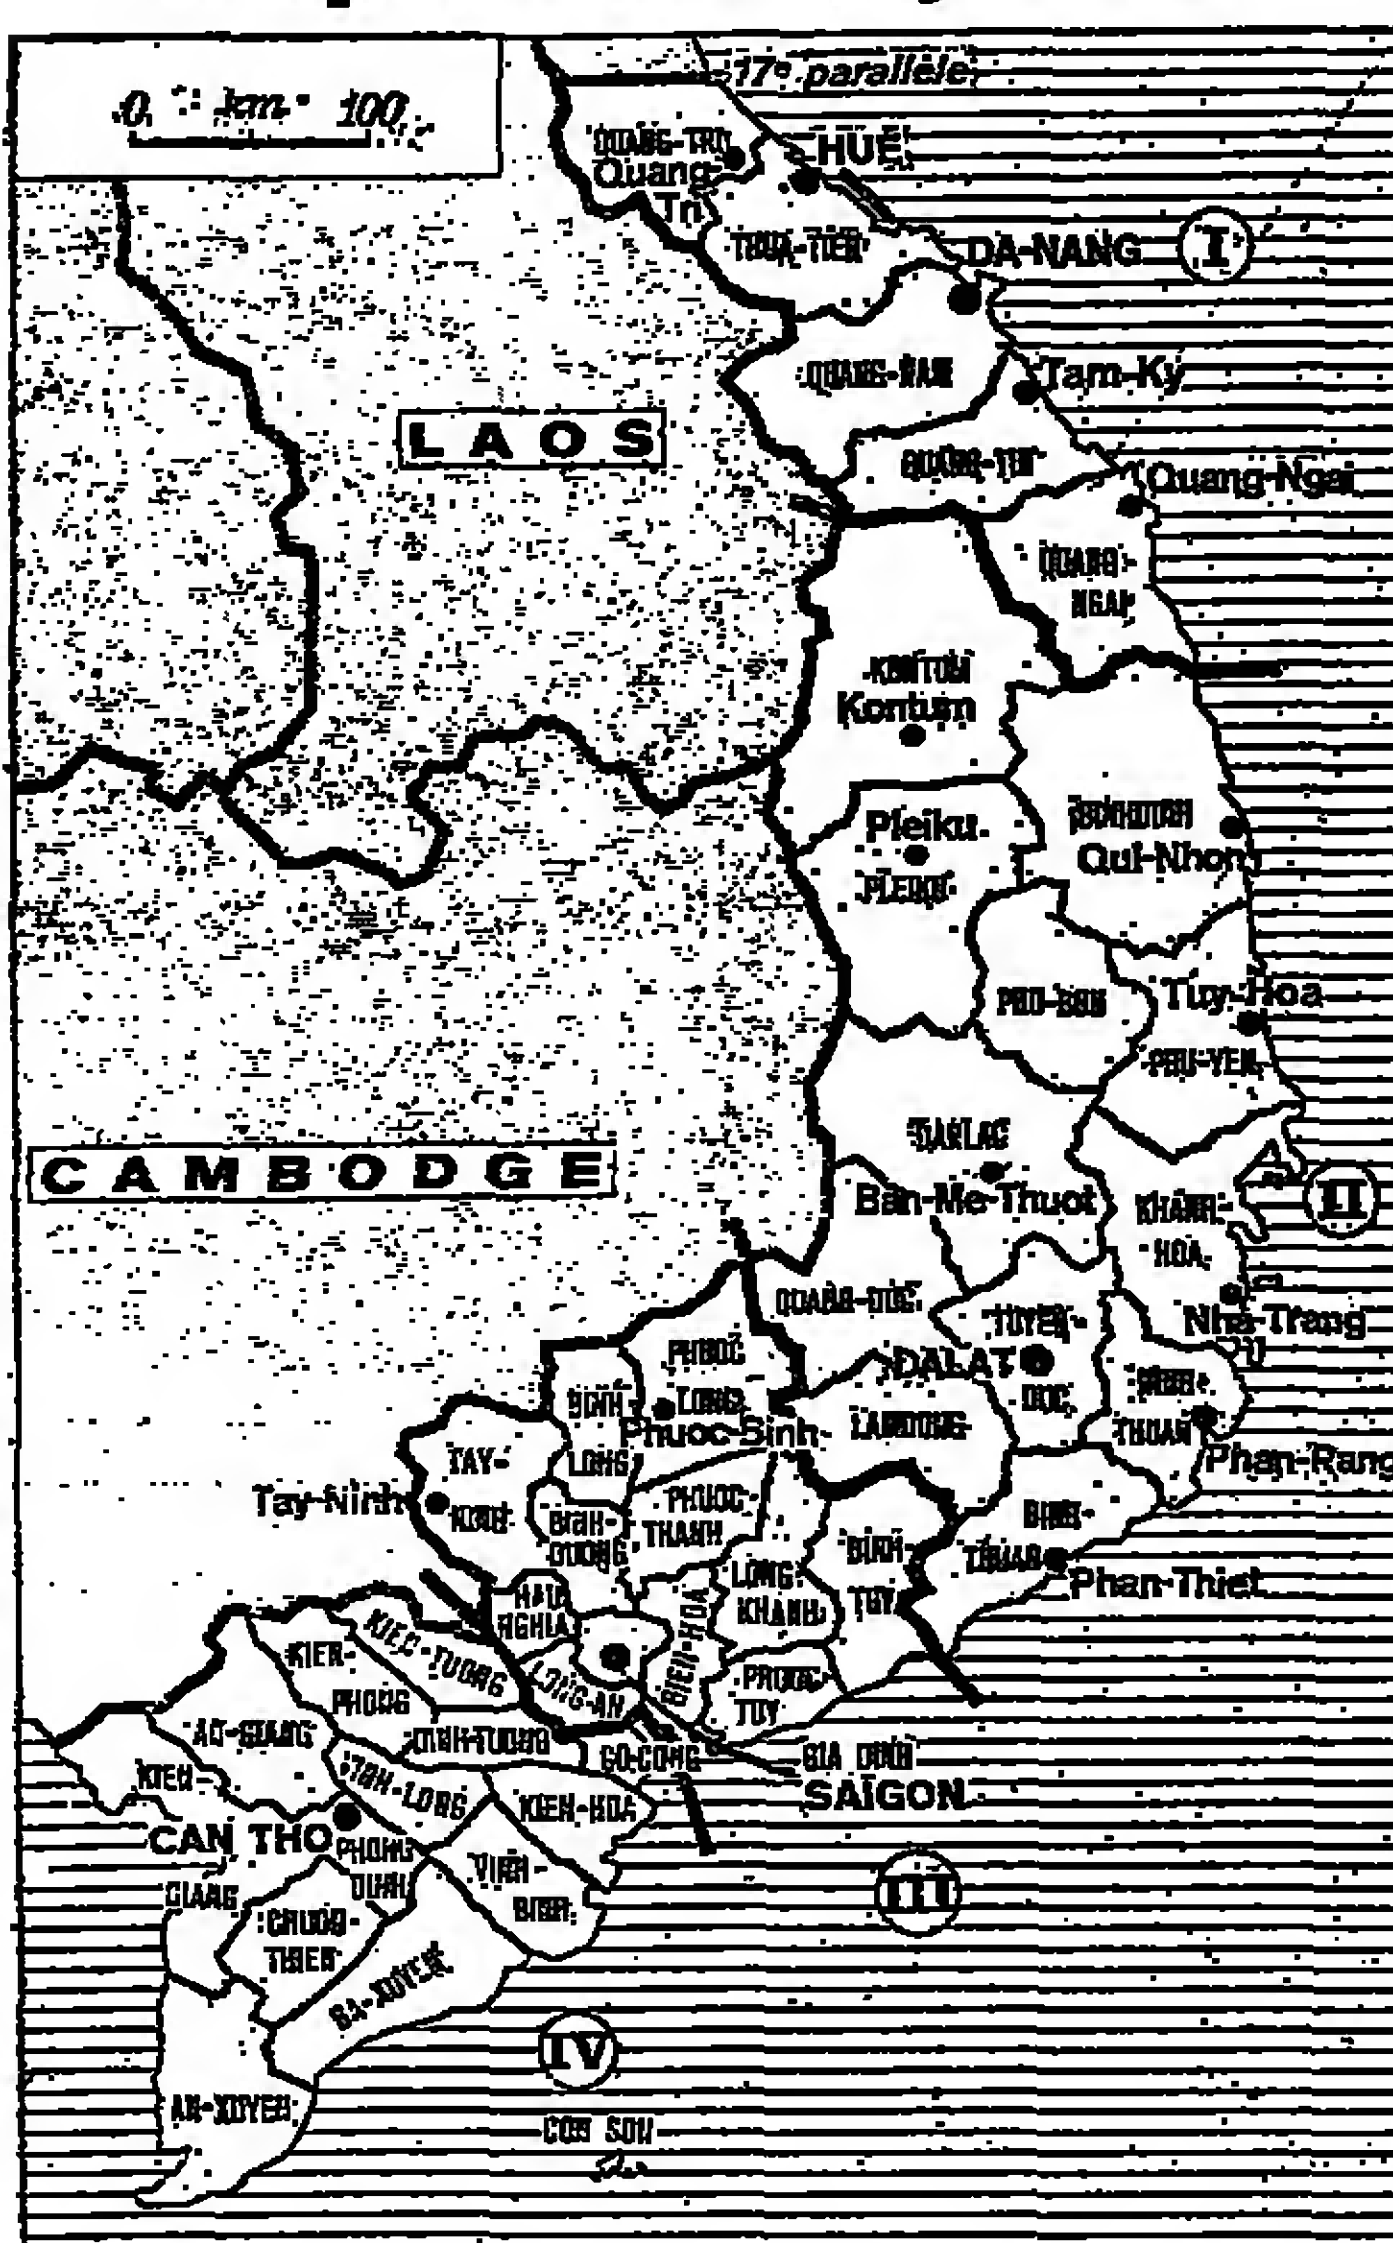 17e parallèle
0 km 100
QUANG-TRI
HUE
Quang
Tri
THUA-TIEN
DA-NANG
I
QUANG-NAM
Tam-Ky
LAOS
QUANG-TIN
Quang-Ngai
QUANG-
NGAI
KONTUM
Kontum
Pleiku
PLEIKU
BINH-DINH
Qui-Nhon
PHU-BON
Tuy-Hoa
PHU-YEN
DARLAC
CAMBODGE
Ban-Me-Thuot
KHANH-
HOA
II
QUANG-DUC
TUYEN-
DUC
Nha-Trang
PHUOC
LONG
DALAT
NINH-
THUAN
BINH
LONG
Phuoc-Binh
LAMDONG
Phan-Rang
TAY-
NINH
Tay-Ninh
BINH-
DUONG
PHUOC-
THANH
BINH-
THUAN
Phan-Thiet
LONG-
KHANH
BINH-
TUY
HAU
NGHIA
BIEN-HOA
KIEN-
PHONG
KIEC-TUONG
LONG-AN
PHUOC-
TUY
AN-GIANG
DINH-TUONG
GO-CONG
GIA DINH
SAIGON
KIEN-
GIANG
VINH-LONG
KIEN-HOA
CAN THO
PHONG
DINH
VINH-
BINH
III
CHUONG-
THIEN
BA-XUYEN
IV
AN-XUYEN
CON SON